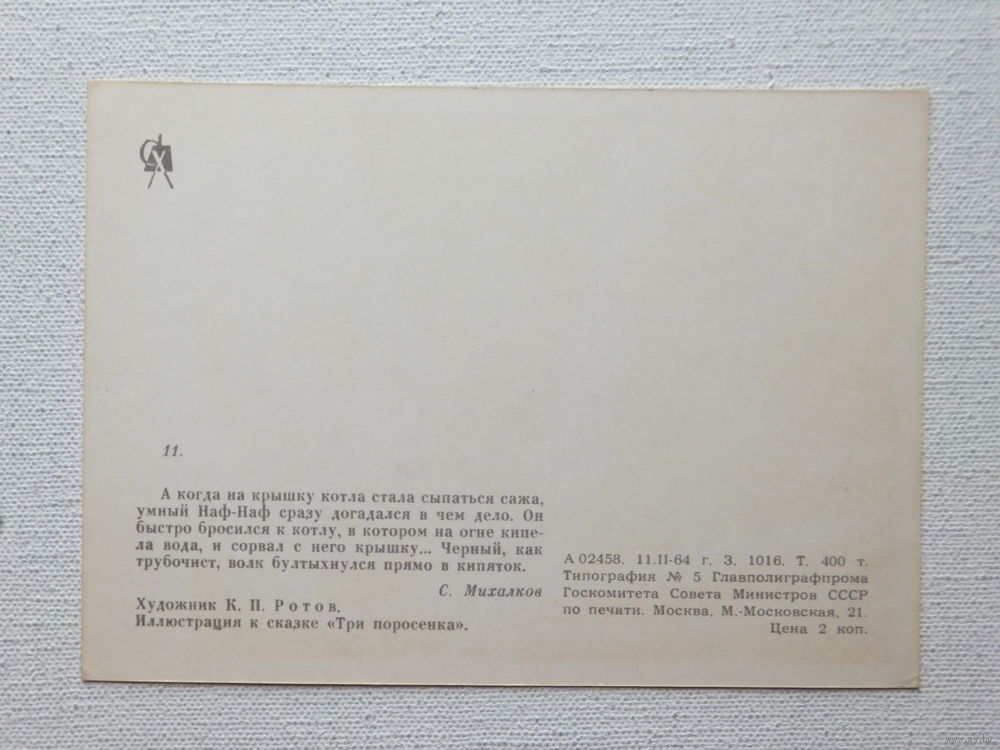 11.
А когда на крышку котла стала сыпаться сажа,
умный Наф-Наф сразу догадался в чем дело. Он
быстро бросился к котлу, в котором на огне кипе-
ла вода, и сорвал с него крышку... Черный, как
трубочист, волк бултыхнулся прямо в кипяток.
С. Михалков
Художник К. П. Ротов.
Иллюстрация к сказке «Три поросенка».
А 02458. 11.II-64 г. З. 1016. Т. 400 т.
Типография № 5 Главполиграфпрома
Госкомитета Совета Министров СССР
по печати. Москва, М.-Московская, 21.
Цена 2 коп.
www.ay.by